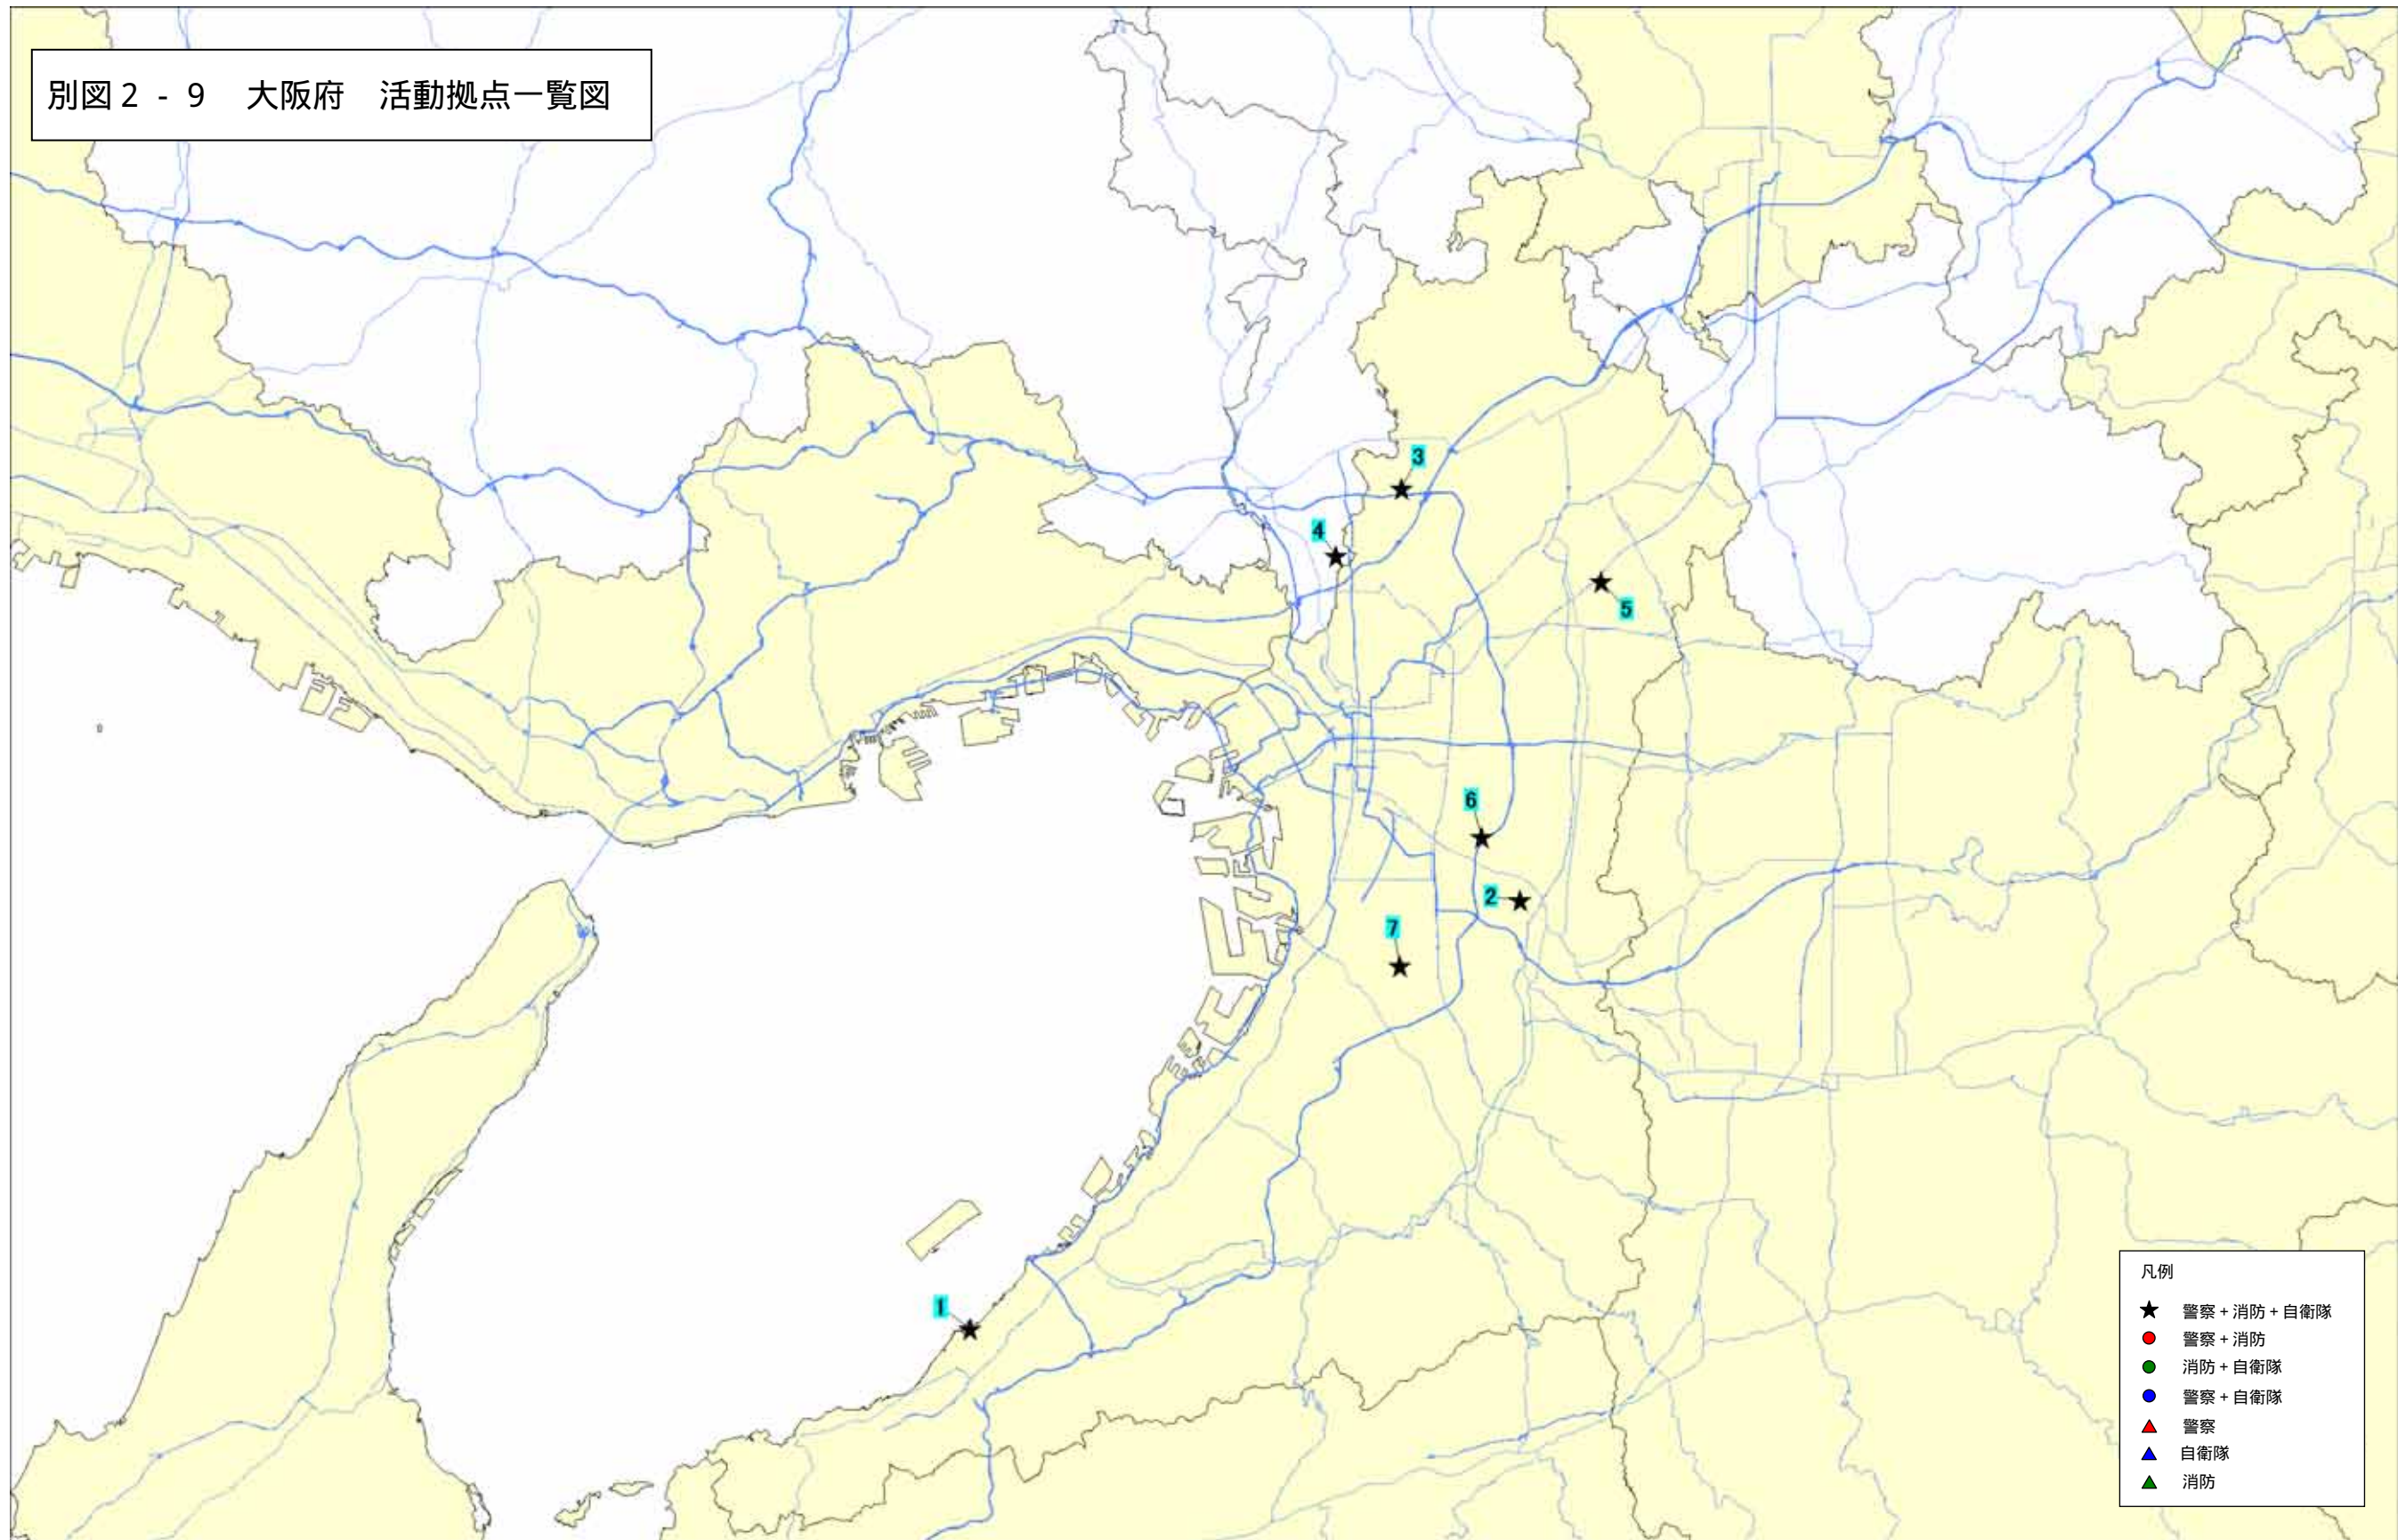 別図2-9 大阪府 活動拠点一覧図
3
4
5
6
2
7
1
凡例
警察+消防+自衛隊
警察+消防
消防+自衛隊
警察+自衛隊
警察
自衛隊
消防